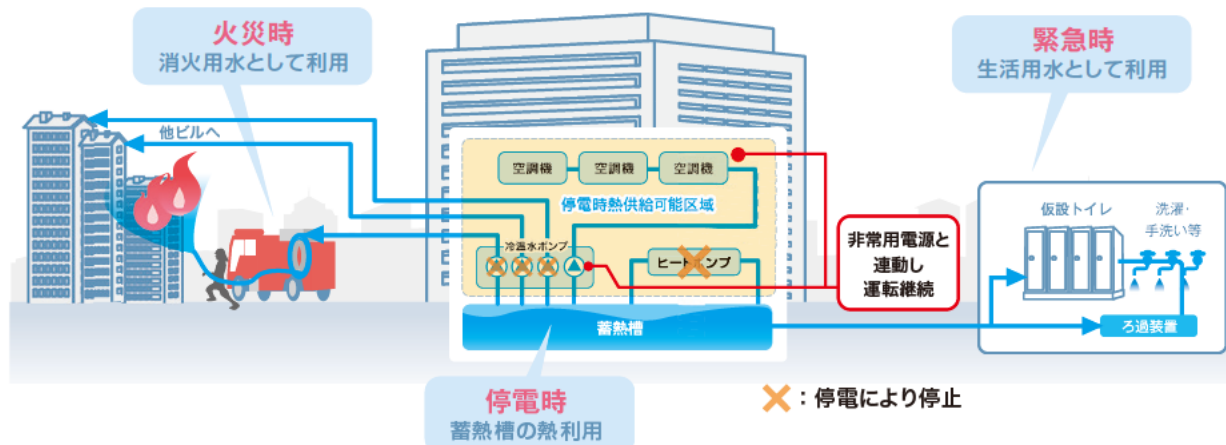 火災時
消火用水として利用
緊急時
生活用水として利用
他ビルへ
空調機
空調機
空調機
停電時熱供給可能区域
冷温水ポンプ
ヒートポンプ
非常用電源と
連動し
運転継続
仮設トイレ
洗濯・
手洗い等
ろ過装置
蓄熱槽
停電時
蓄熱槽の熱利用
：停電により停止